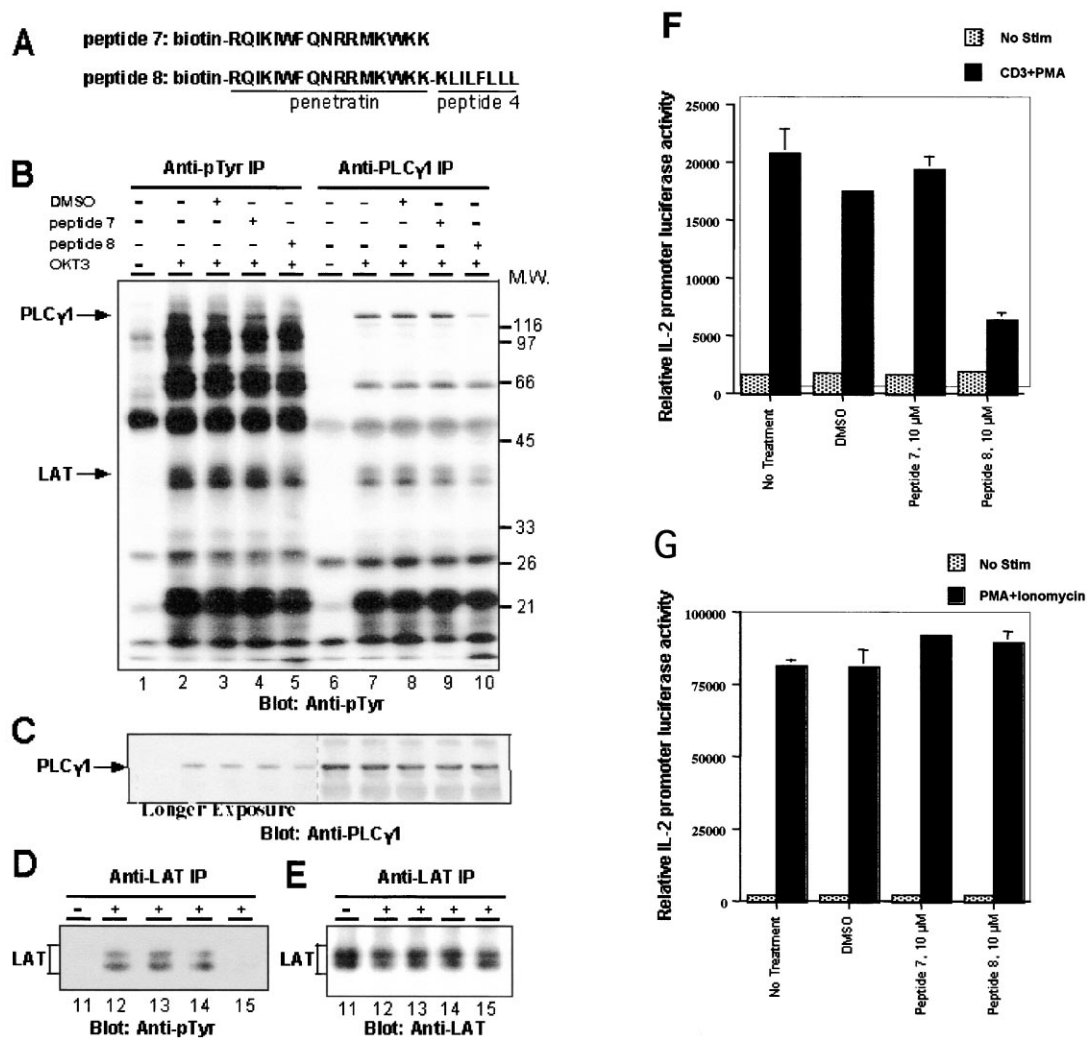 A
peptide 7: biotin-RQIKIWFQNRRMKWKK
peptide 8: biotin-RQIKIWFQNRRMKWKK-KLILFLLL
penetratin peptide 4
B
Anti-pTyr IP Anti-PLCγ1 IP
DMSO - - + - - - - + - -
peptide 7 - - - + - - - - + -
peptide 8 - - - - + - - - - +
OKT3 - + + + + - + + + +
M.W.
PLCγ1
116
97
66
45
LAT
33
26
21
1 2 3 4 5 6 7 8 9 10
Blot: Anti-pTyr
C
PLCγ1
Longer Exposure
Blot: Anti-PLCγ1
D
Anti-LAT IP
- + + + +
LAT
11 12 13 14 15
Blot: Anti-pTyr
E
Anti-LAT IP
- + + + +
LAT
11 12 13 14 15
Blot: Anti-LAT
F
No Stim
CD3+PMA
Relative IL-2 promoter luciferase activity
25000
20000
15000
10000
5000
0
No Treatment
DMSO
Peptide 7, 10 µM
Peptide 8, 10 µM
G
No Stim
PMA+Ionomycin
Relative IL-2 promoter luciferase activity
100000
75000
50000
25000
0
No Treatment
DMSO
Peptide 7, 10 µM
Peptide 8, 10 µM